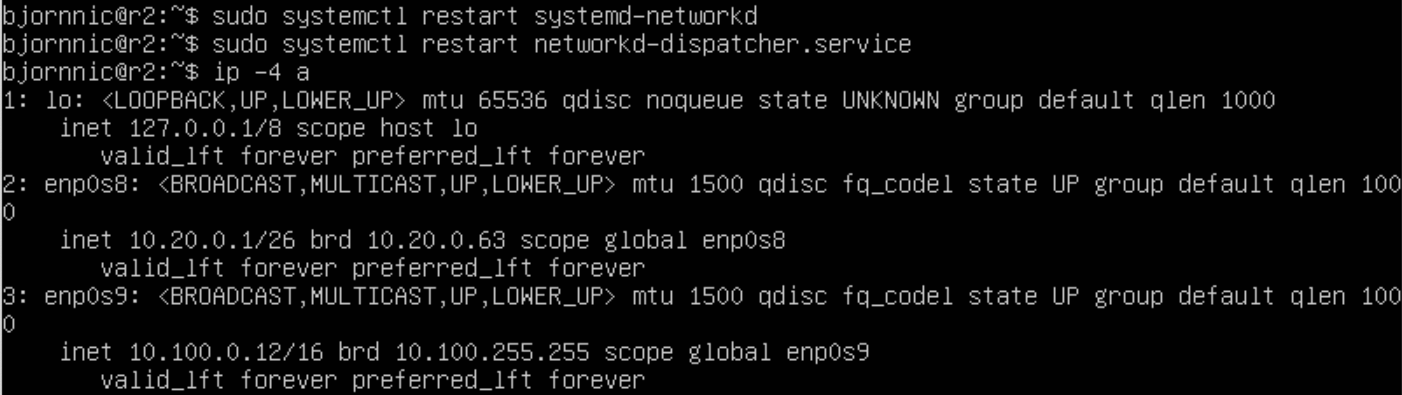 bjornnic@r2:~$ sudo systemctl restart systemd-networkd
bjornnic@r2:~$ sudo systemctl restart networkd-dispatcher.service
bjornnic@r2:~$ ip -4 a
1: lo: <LOOPBACK,UP,LOWER_UP> mtu 65536 qdisc noqueue state UNKNOWN group default qlen 1000
    inet 127.0.0.1/8 scope host lo
       valid_lft forever preferred_lft forever
2: enp0s8: <BROADCAST,MULTICAST,UP,LOWER_UP> mtu 1500 qdisc fq_codel state UP group default qlen 100
0
    inet 10.20.0.1/26 brd 10.20.0.63 scope global enp0s8
       valid_lft forever preferred_lft forever
3: enp0s9: <BROADCAST,MULTICAST,UP,LOWER_UP> mtu 1500 qdisc fq_codel state UP group default qlen 100
0
    inet 10.100.0.12/16 brd 10.100.255.255 scope global enp0s9
       valid_lft forever preferred_lft forever